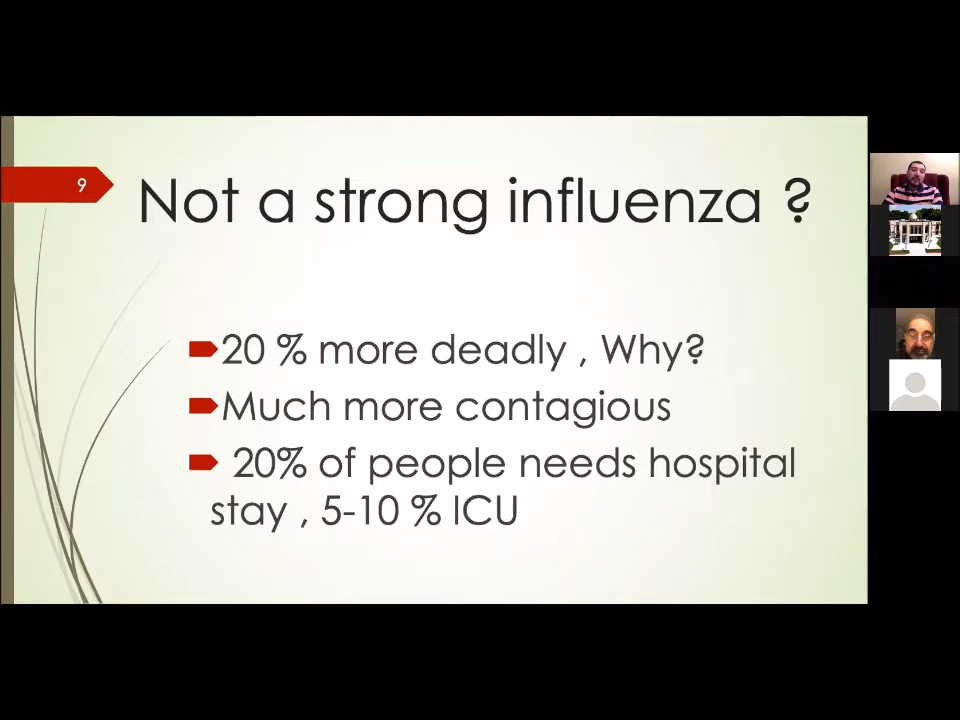 9
Not a strong influenza ?
20 % more deadly , Why?
Much more contagious
20% of people needs hospital
stay , 5-10 % ICU